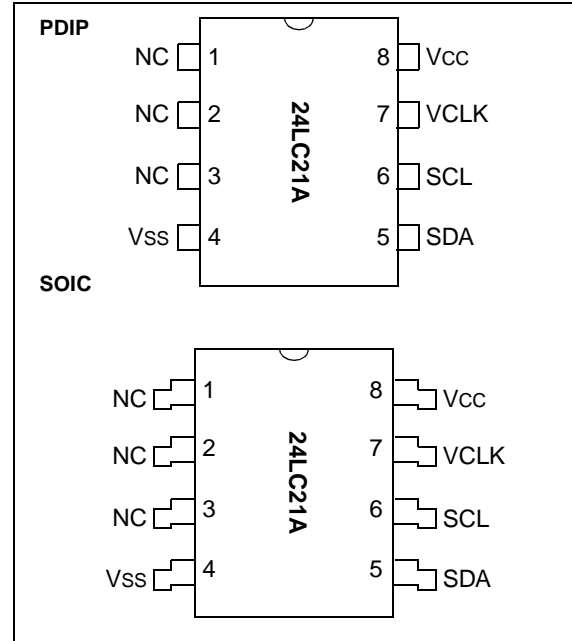 PDIP
NC 1 8 VCC
NC 2 7 VCLK
NC 3 6 SCL
VSS 4 5 SDA
24LC21A
SOIC
NC 1 8 VCC
NC 2 7 VCLK
NC 3 6 SCL
VSS 4 5 SDA
24LC21A